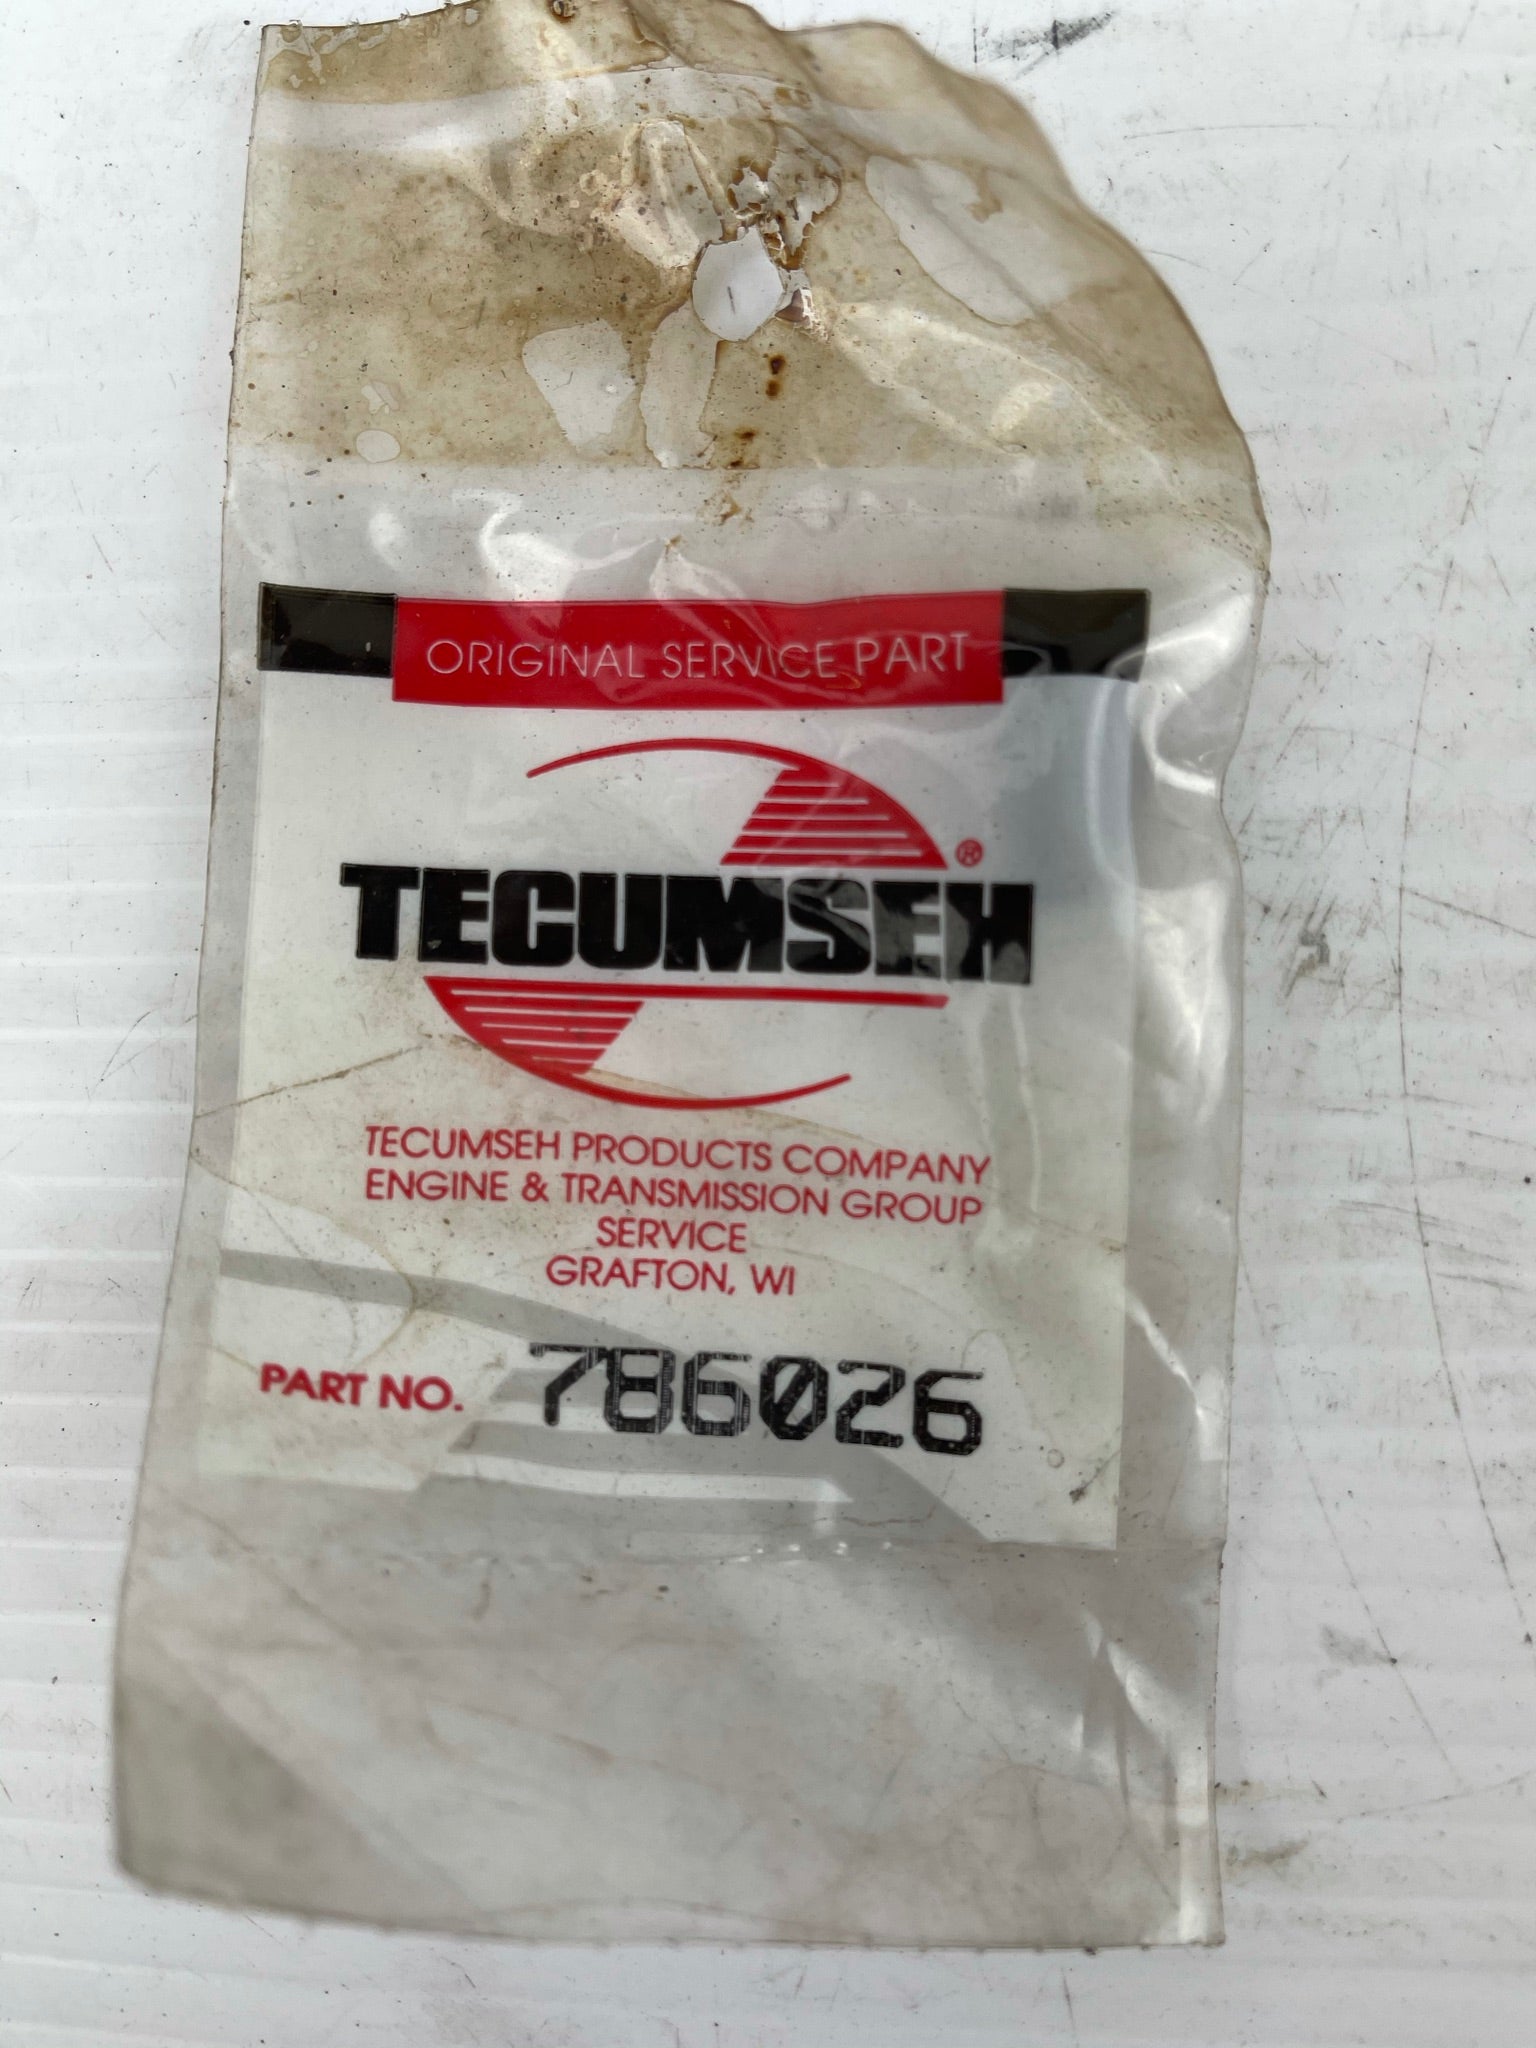 ORIGINAL SERVICE PART
TECUMSEH®
TECUMSEH PRODUCTS COMPANY
ENGINE & TRANSMISSION GROUP
SERVICE
GRAFTON, WI
PART NO. 786026